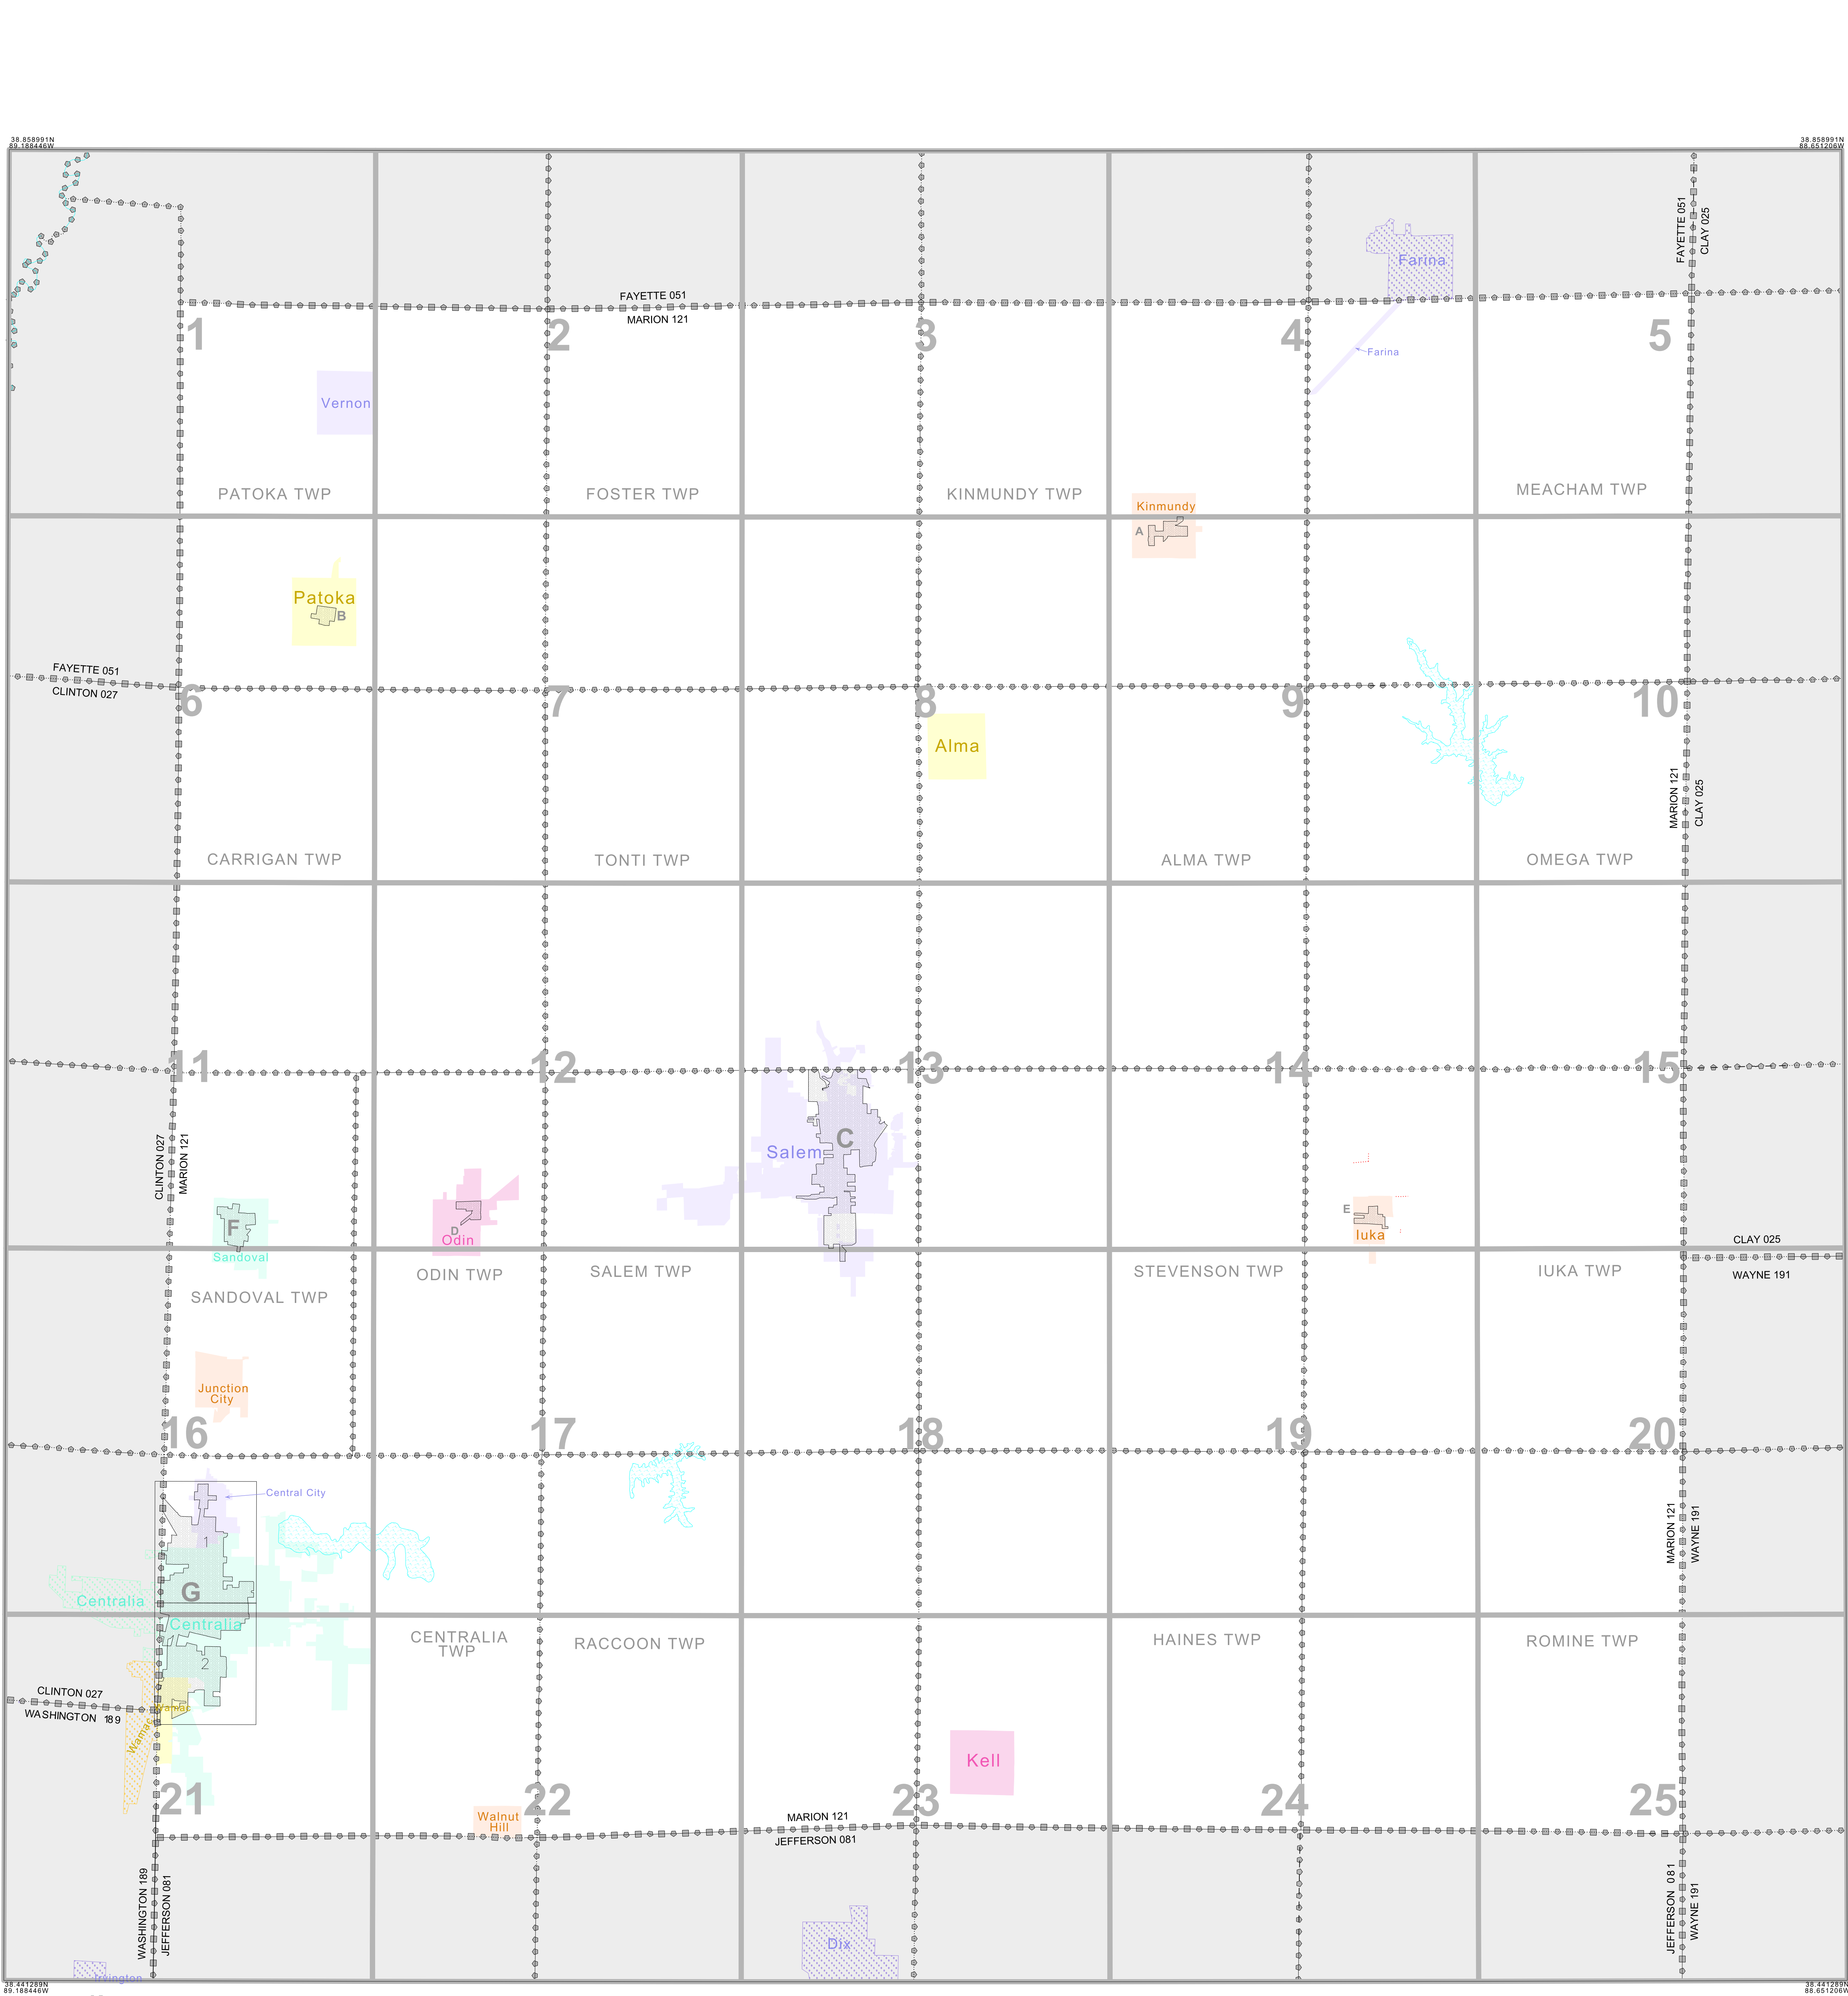 38.858991N
89.188446W
38.858991N
88.651206W
FAYETTE 051
CLAY 025
Farina
FAYETTE 051
MARION 121
1
2
3
4
5
Farina
Vernon
PATOKA TWP
FOSTER TWP
KINMUNDY TWP
MEACHAM TWP
Kinmundy
A
Patoka
B
FAYETTE 051
CLINTON 027
6
7
8
9
10
Alma
MARION 121
CLAY 025
CARRIGAN TWP
TONTI TWP
ALMA TWP
OMEGA TWP
11
12
13
14
15
CLINTON 027
MARION 121
Salem
C
F
Sandoval
D
Odin
E
Iuka
CLAY 025
WAYNE 191
ODIN TWP
SALEM TWP
STEVENSON TWP
IUKA TWP
SANDOVAL TWP
Junction
City
16
17
18
19
20
Central City
1
MARION 121
WAYNE 191
G
Centralia
Centralia
2
CENTRALIA
TWP
RACCOON TWP
HAINES TWP
ROMINE TWP
CLINTON 027
WASHINGTON 189
Wamac
Wamac
Kell
21
22
23
24
25
Walnut
Hill
MARION 121
JEFFERSON 081
WASHINGTON 189
JEFFERSON 081
JEFFERSON 081
WAYNE 191
Dix
Irvington
38.441289N
89.188446W
38.441289N
88.651206W